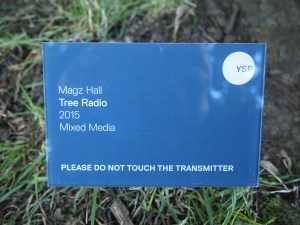 YSP
Magz Hall
Tree Radio
2015
Mixed Media
PLEASE DO NOT TOUCH THE TRANSMITTER